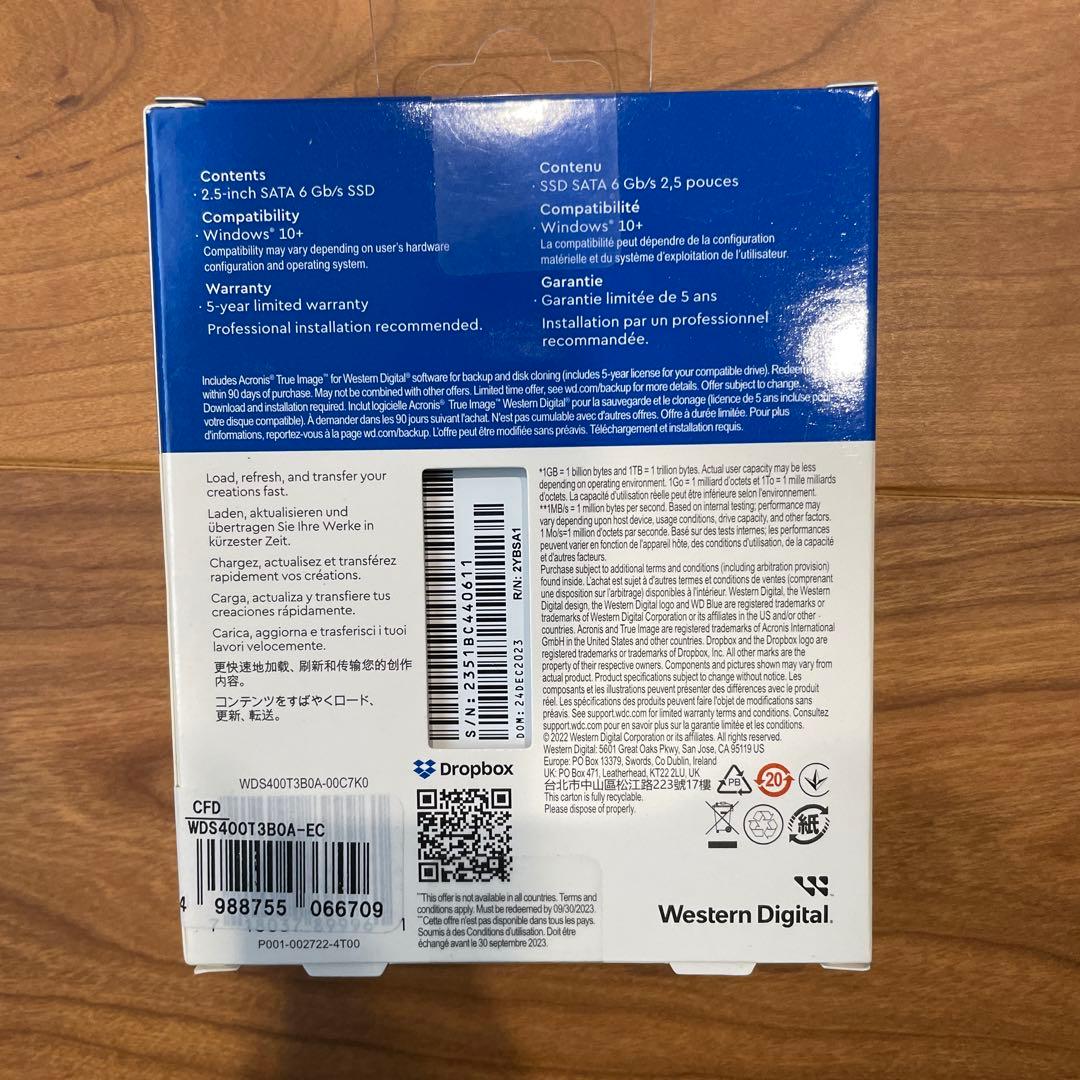 Contents
· 2.5-inch SATA 6 Gb/s SSD
Compatibility
· Windows® 10+
Compatibility may vary depending on user's hardware
configuration and operating system.
Warranty
· 5-year limited warranty
Professional installation recommended.
Contenu
· SSD SATA 6 Gb/s 2,5 pouces
Compatibilité
· Windows® 10+
La compatibilité peut dépendre de la configuration
matérielle et du système d'exploitation de l'utilisateur.
Garantie
· Garantie limitée de 5 ans
Installation par un professionnel
recommandée.
Includes Acronis® True Image™ for Western Digital® software for backup and disk cloning (includes 5-year license for your compatible drive). Redeem
within 90 days of purchase. May not be combined with other offers. Limited time offer, see wd.com/backup for more details. Offer subject to change.
Download and installation required. Inclut logicielle Acronis® True Image™ Western Digital® pour la sauvegarde et le clonage (licence de 5 ans incluse pour
votre disque compatible). À demander dans les 90 jours suivant l'achat. N'est pas cumulable avec d'autres offres. Offre à durée limitée. Pour plus
d'informations, reportez-vous à la page wd.com/backup. L'offre peut être modifiée sans préavis. Téléchargement et installation requis.
Load, refresh, and transfer your
creations fast.
Laden, aktualisieren und
übertragen Sie Ihre Werke in
kürzester Zeit.
Chargez, actualisez et transférez
rapidement vos créations.
Carga, actualiza y transfiere tus
creaciones rápidamente.
Carica, aggiorna e trasferisci i tuoi
lavori velocemente.
更快速地加载、刷新和传输您的创作
内容。
コンテンツをすばやくロード、
更新、転送。
S/N: 2351BC440611
R/N: 2YBSA1
DOM: 24DEC2023
*1GB = 1 billion bytes and 1TB = 1 trillion bytes. Actual user capacity may be less
depending on operating environment. 1Go = 1 milliard d'octets et 1To = 1 mille milliards
d'octets. La capacité d'utilisation réelle peut être inférieure selon l'environnement.
**1MB/s = 1 million bytes per second. Based on internal testing; performance may
vary depending upon host device, usage conditions, drive capacity, and other factors.
1 Mo/s=1 million d'octets par seconde. Basé sur des tests internes; les performances
peuvent varier en fonction de l'appareil hôte, des conditions d'utilisation, de la capacité
et d'autres facteurs.
Purchase subject to additional terms and conditions (including arbitration provision)
found inside. L'achat est sujet à d'autres termes et conditions de ventes (comprenant
une disposition sur l'arbitrage) disponibles à l'intérieur. Western Digital, the Western
Digital design, the Western Digital logo and WD Blue are registered trademarks or
trademarks of Western Digital Corporation or its affiliates in the US and/or other
countries. Acronis and True Image are registered trademarks of Acronis International
GmbH in the United States and other countries. Dropbox and the Dropbox logo are
registered trademarks or trademarks of Dropbox, Inc. All other marks are the
property of their respective owners. Components and pictures shown may vary from
actual product. Product specifications subject to change without notice. Les
composants et les illustrations peuvent présenter des différences avec le produit
réel. Les spécifications des produits peuvent faire l'objet de modifications sans
préavis. See support.wdc.com for limited warranty terms and conditions. Consultez
support.wdc.com pour en savoir plus sur la garantie limitée.
© 2022 Western Digital Corporation or its affiliates. All rights reserved.
Western Digital: 5601 Great Oaks Pkwy, San Jose, CA 95119 US
Europe: PO Box 13379, Swords, Co Dublin, Ireland
UK: PO Box 471, Leatherhead, KT22 2LU, UK
台北市中山區松江路223號17樓
This carton is fully recyclable.
Please dispose of properly.
PB
20
紙
Dropbox
WDS400T3B0A-00C7K0
CFD
WDS400T3B0A-EC
4 988755 066709
P001-002722-4T00
***This offer is not available in all countries. Terms and
conditions apply. Must be redeemed by 09/30/2023.
***Cette offre n'est pas disponible dans tous les pays.
Soumis à des Conditions d'utilisation. Doit être
échangé avant le 30 septembre 2023.
Western Digital.